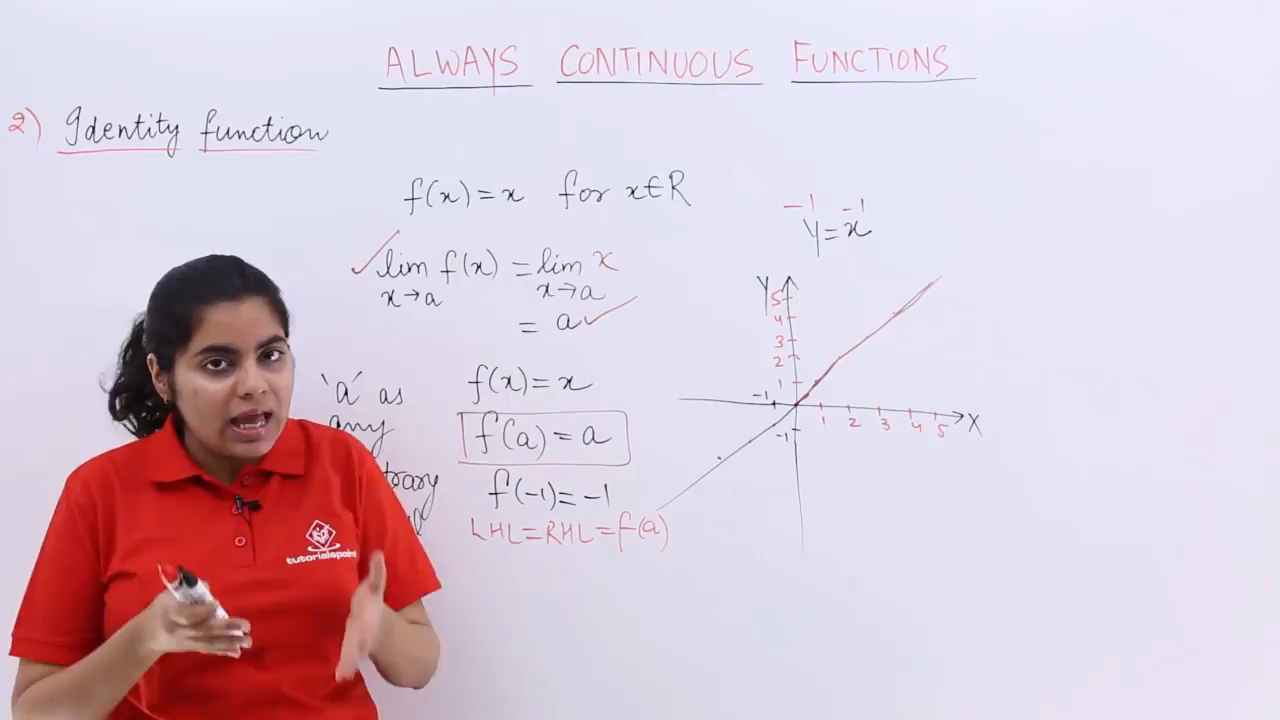 ALWAYS CONTINUOUS FUNCTIONS
2) Identity function
f(x) = x for x∈R
lim f(x) = lim x
x→a x→a
= a
'a' as
any
f(x) = x
f(a) = a
f(-1) = -1
LHL = RHL = f(a)
-1 -1
Y = x
Y
5
4
3
2
1
-1
-1
1 2 3 4 5
X
tutorialspoint